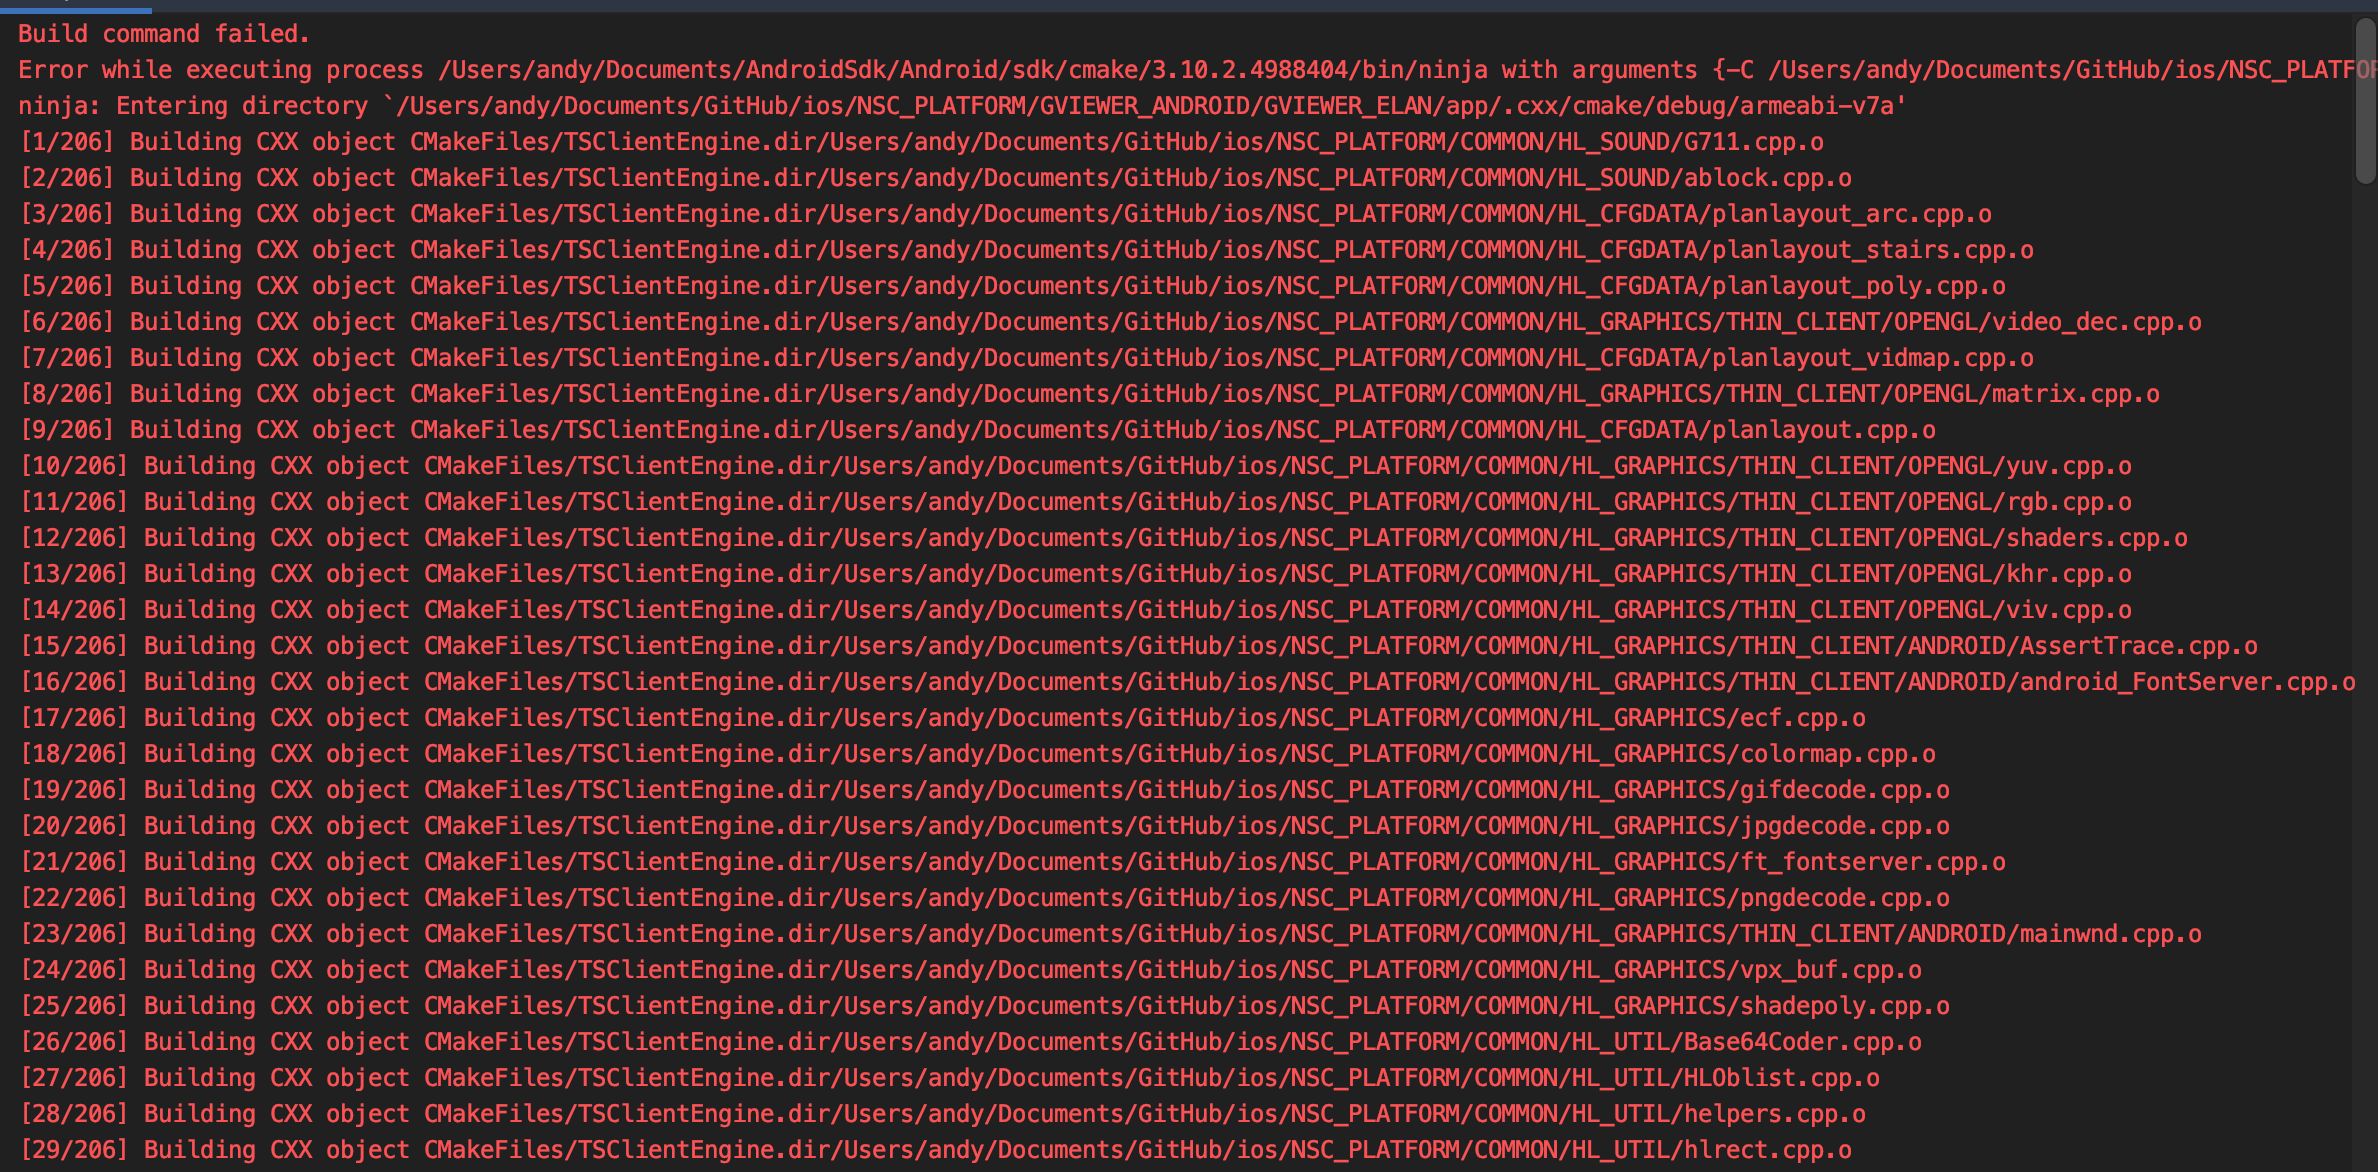 Build command failed.
Error while executing process /Users/andy/Documents/AndroidSdk/Android/sdk/cmake/3.10.2.4988404/bin/ninja with arguments {-C /Users/andy/Documents/GitHub/ios/NSC_PLATFOR
ninja: Entering directory `/Users/andy/Documents/GitHub/ios/NSC_PLATFORM/GVIEWER_ANDROID/GVIEWER_ELAN/app/.cxx/cmake/debug/armeabi-v7a'
[1/206] Building CXX object CMakeFiles/TSClientEngine.dir/Users/andy/Documents/GitHub/ios/NSC_PLATFORM/COMMON/HL_SOUND/G711.cpp.o
[2/206] Building CXX object CMakeFiles/TSClientEngine.dir/Users/andy/Documents/GitHub/ios/NSC_PLATFORM/COMMON/HL_SOUND/ablock.cpp.o
[3/206] Building CXX object CMakeFiles/TSClientEngine.dir/Users/andy/Documents/GitHub/ios/NSC_PLATFORM/COMMON/HL_CFGDATA/planlayout_arc.cpp.o
[4/206] Building CXX object CMakeFiles/TSClientEngine.dir/Users/andy/Documents/GitHub/ios/NSC_PLATFORM/COMMON/HL_CFGDATA/planlayout_stairs.cpp.o
[5/206] Building CXX object CMakeFiles/TSClientEngine.dir/Users/andy/Documents/GitHub/ios/NSC_PLATFORM/COMMON/HL_CFGDATA/planlayout_poly.cpp.o
[6/206] Building CXX object CMakeFiles/TSClientEngine.dir/Users/andy/Documents/GitHub/ios/NSC_PLATFORM/COMMON/HL_GRAPHICS/THIN_CLIENT/OPENGL/video_dec.cpp.o
[7/206] Building CXX object CMakeFiles/TSClientEngine.dir/Users/andy/Documents/GitHub/ios/NSC_PLATFORM/COMMON/HL_CFGDATA/planlayout_vidmap.cpp.o
[8/206] Building CXX object CMakeFiles/TSClientEngine.dir/Users/andy/Documents/GitHub/ios/NSC_PLATFORM/COMMON/HL_GRAPHICS/THIN_CLIENT/OPENGL/matrix.cpp.o
[9/206] Building CXX object CMakeFiles/TSClientEngine.dir/Users/andy/Documents/GitHub/ios/NSC_PLATFORM/COMMON/HL_CFGDATA/planlayout.cpp.o
[10/206] Building CXX object CMakeFiles/TSClientEngine.dir/Users/andy/Documents/GitHub/ios/NSC_PLATFORM/COMMON/HL_GRAPHICS/THIN_CLIENT/OPENGL/yuv.cpp.o
[11/206] Building CXX object CMakeFiles/TSClientEngine.dir/Users/andy/Documents/GitHub/ios/NSC_PLATFORM/COMMON/HL_GRAPHICS/THIN_CLIENT/OPENGL/rgb.cpp.o
[12/206] Building CXX object CMakeFiles/TSClientEngine.dir/Users/andy/Documents/GitHub/ios/NSC_PLATFORM/COMMON/HL_GRAPHICS/THIN_CLIENT/OPENGL/shaders.cpp.o
[13/206] Building CXX object CMakeFiles/TSClientEngine.dir/Users/andy/Documents/GitHub/ios/NSC_PLATFORM/COMMON/HL_GRAPHICS/THIN_CLIENT/OPENGL/khr.cpp.o
[14/206] Building CXX object CMakeFiles/TSClientEngine.dir/Users/andy/Documents/GitHub/ios/NSC_PLATFORM/COMMON/HL_GRAPHICS/THIN_CLIENT/OPENGL/viv.cpp.o
[15/206] Building CXX object CMakeFiles/TSClientEngine.dir/Users/andy/Documents/GitHub/ios/NSC_PLATFORM/COMMON/HL_GRAPHICS/THIN_CLIENT/ANDROID/AssertTrace.cpp.o
[16/206] Building CXX object CMakeFiles/TSClientEngine.dir/Users/andy/Documents/GitHub/ios/NSC_PLATFORM/COMMON/HL_GRAPHICS/THIN_CLIENT/ANDROID/android_FontServer.cpp.o
[17/206] Building CXX object CMakeFiles/TSClientEngine.dir/Users/andy/Documents/GitHub/ios/NSC_PLATFORM/COMMON/HL_GRAPHICS/ecf.cpp.o
[18/206] Building CXX object CMakeFiles/TSClientEngine.dir/Users/andy/Documents/GitHub/ios/NSC_PLATFORM/COMMON/HL_GRAPHICS/colormap.cpp.o
[19/206] Building CXX object CMakeFiles/TSClientEngine.dir/Users/andy/Documents/GitHub/ios/NSC_PLATFORM/COMMON/HL_GRAPHICS/gifdecode.cpp.o
[20/206] Building CXX object CMakeFiles/TSClientEngine.dir/Users/andy/Documents/GitHub/ios/NSC_PLATFORM/COMMON/HL_GRAPHICS/jpgdecode.cpp.o
[21/206] Building CXX object CMakeFiles/TSClientEngine.dir/Users/andy/Documents/GitHub/ios/NSC_PLATFORM/COMMON/HL_GRAPHICS/ft_fontserver.cpp.o
[22/206] Building CXX object CMakeFiles/TSClientEngine.dir/Users/andy/Documents/GitHub/ios/NSC_PLATFORM/COMMON/HL_GRAPHICS/pngdecode.cpp.o
[23/206] Building CXX object CMakeFiles/TSClientEngine.dir/Users/andy/Documents/GitHub/ios/NSC_PLATFORM/COMMON/HL_GRAPHICS/THIN_CLIENT/ANDROID/mainwnd.cpp.o
[24/206] Building CXX object CMakeFiles/TSClientEngine.dir/Users/andy/Documents/GitHub/ios/NSC_PLATFORM/COMMON/HL_GRAPHICS/vpx_buf.cpp.o
[25/206] Building CXX object CMakeFiles/TSClientEngine.dir/Users/andy/Documents/GitHub/ios/NSC_PLATFORM/COMMON/HL_GRAPHICS/shadepoly.cpp.o
[26/206] Building CXX object CMakeFiles/TSClientEngine.dir/Users/andy/Documents/GitHub/ios/NSC_PLATFORM/COMMON/HL_UTIL/Base64Coder.cpp.o
[27/206] Building CXX object CMakeFiles/TSClientEngine.dir/Users/andy/Documents/GitHub/ios/NSC_PLATFORM/COMMON/HL_UTIL/HLOblist.cpp.o
[28/206] Building CXX object CMakeFiles/TSClientEngine.dir/Users/andy/Documents/GitHub/ios/NSC_PLATFORM/COMMON/HL_UTIL/helpers.cpp.o
[29/206] Building CXX object CMakeFiles/TSClientEngine.dir/Users/andy/Documents/GitHub/ios/NSC_PLATFORM/COMMON/HL_UTIL/hlrect.cpp.o